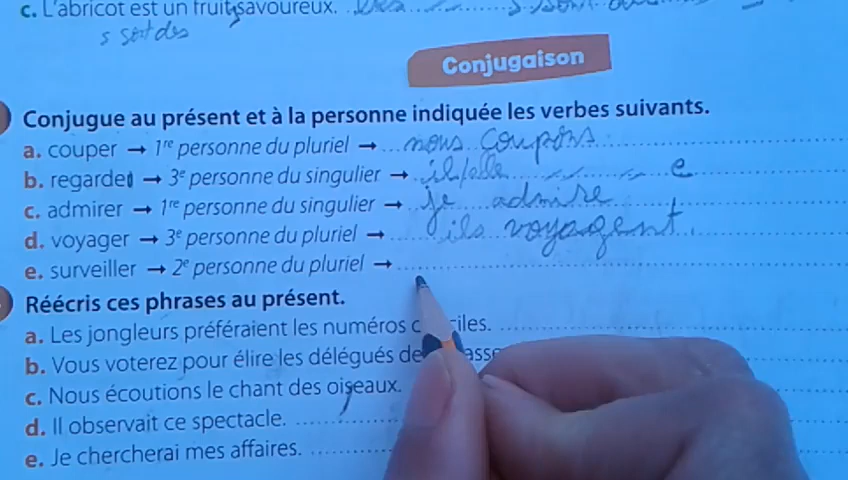 c. L'abricot est un fruit savoureux.
s sont des
Conjugaison
Conjugue au présent et à la personne indiquée les verbes suivants.
a. couper → 1re personne du pluriel → nous coupons
b. regarder → 3e personne du singulier → il/elle ~ ~ e
c. admirer → 1re personne du singulier → je admire
d. voyager → 3e personne du pluriel → ils voyagent
e. surveiller → 2e personne du pluriel →
Réécris ces phrases au présent.
a. Les jongleurs préféraient les numéros ciles.
b. Vous voterez pour élire les délégués de asse
c. Nous écoutions le chant des oiseaux.
d. Il observait ce spectacle.
e. Je chercherai mes affaires.